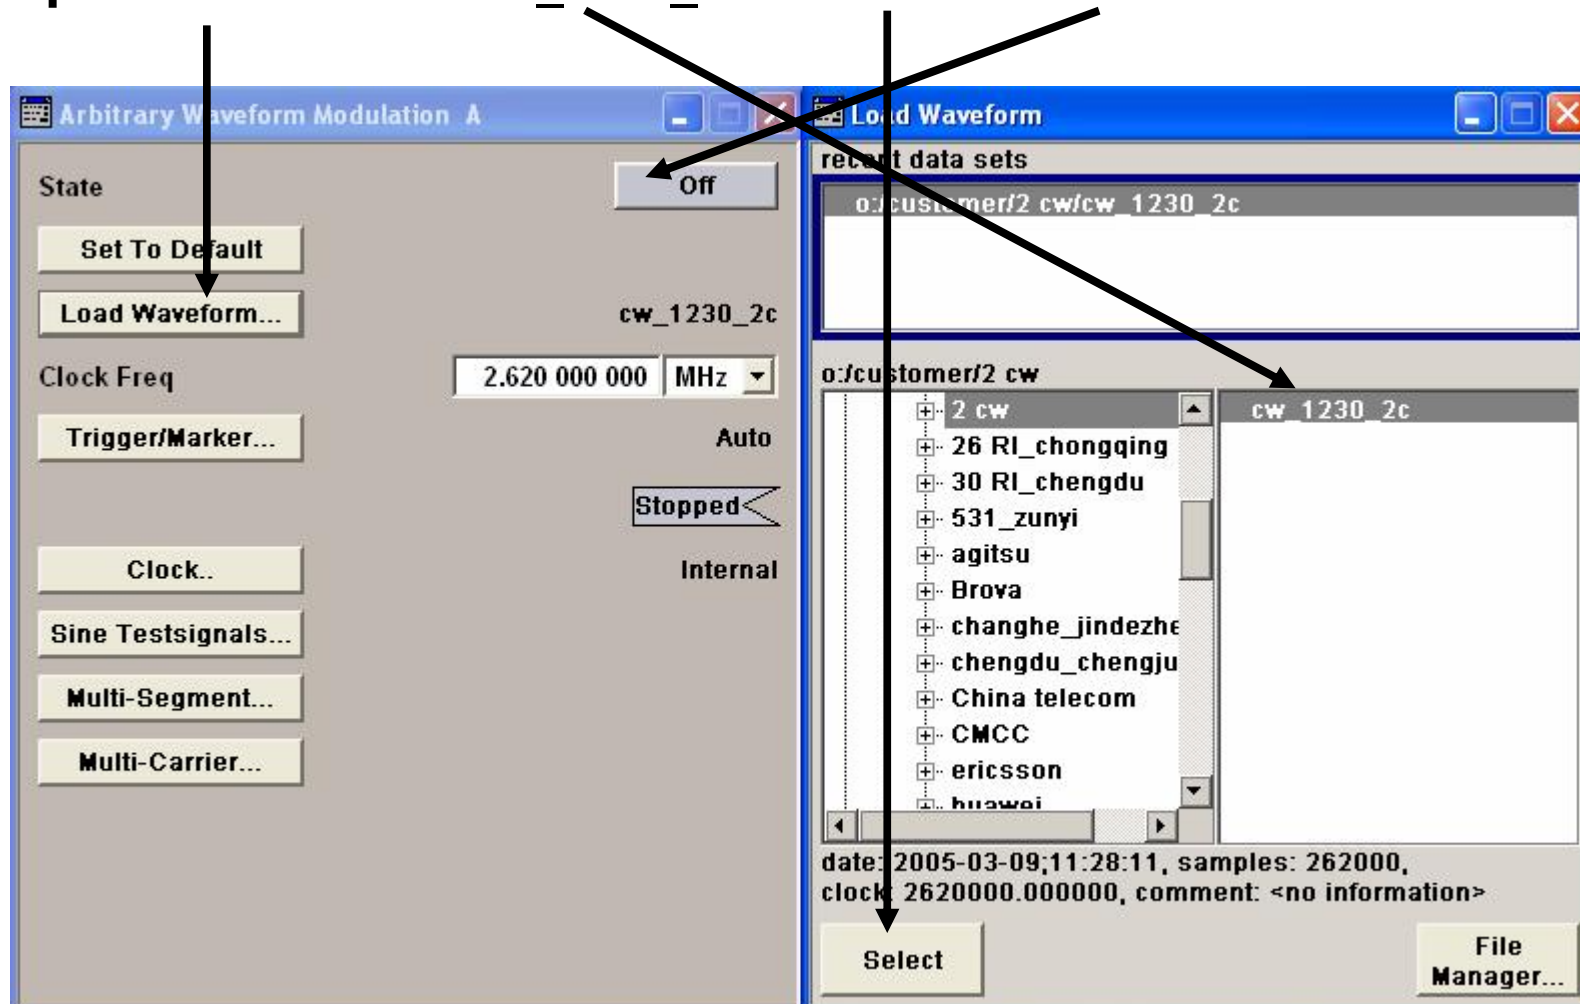 Arbitrary Waveform Modulation A
State
Off
Set To Default
Load Waveform...
cw_1230_2c
Clock Freq
2.620 000 000 MHz
Trigger/Marker...
Auto
Stopped
Clock..
Internal
Sine Testsignals...
Multi-Segment...
Multi-Carrier...
Load Waveform
recent data sets
o:/customer/2 cw/cw_1230_2c
o:/customer/2 cw
2 cw
26 RI_chongqing
30 RI_chengdu
531_zunyi
agitsu
Brova
changhe_jindezhe
chengdu_chengju
China telecom
CMCC
ericsson
huawei
cw_1230_2c
date: 2005-03-09;11:28:11, samples: 262000,
clock: 2620000.000000, comment: <no information>
Select
File
Manager...